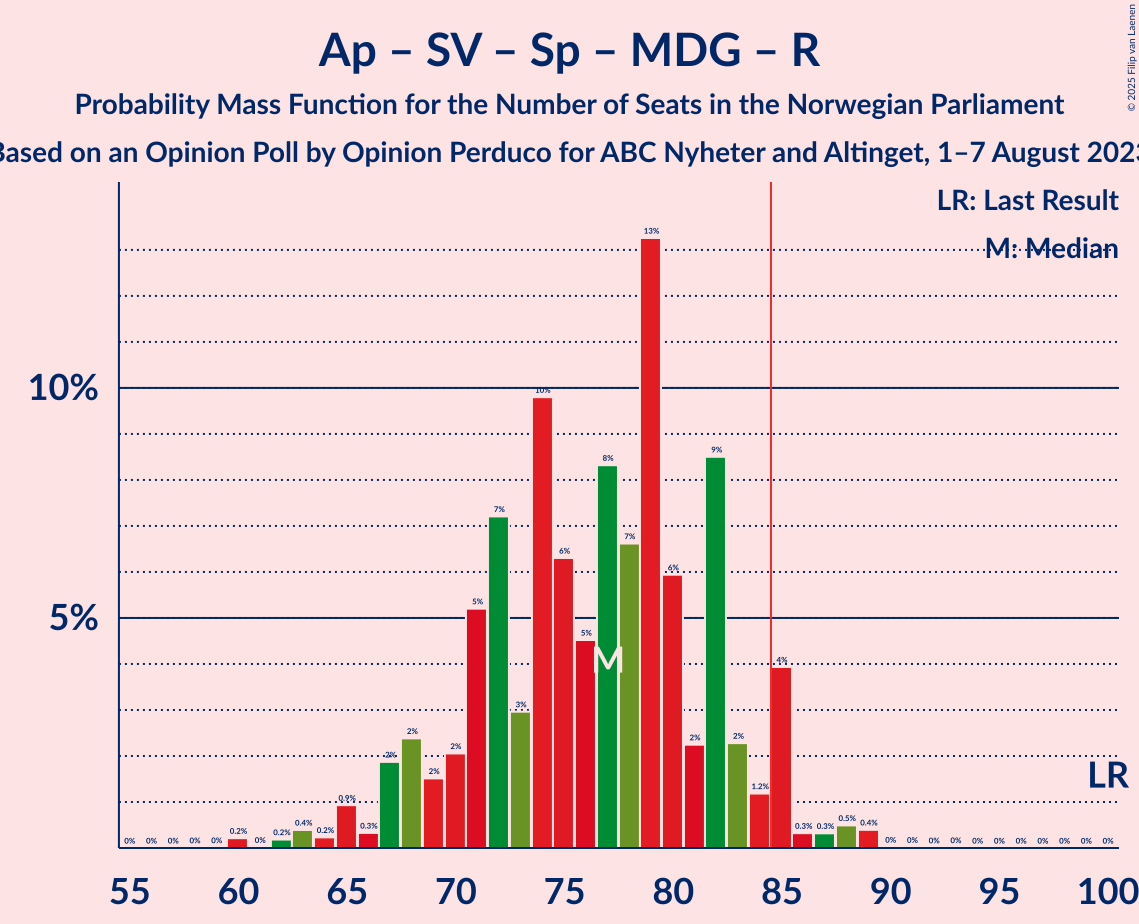 Ap – SV – Sp – MDG – R
Probability Mass Function for the Number of Seats in the Norwegian Parliament
Based on an Opinion Poll by Opinion Perduco for ABC Nyheter and Altinget, 1–7 August 2023
© 2025 Filip van Laenen
LR: Last Result
M: Median
10%
5%
0% 0% 0% 0% 0% 0.2% 0% 0.2% 0.4% 0.2% 0.9% 0.3% 2% 2% 2% 2% 5% 7% 3% 10% 6% 5% 8% 7% 13% 6% 2% 9% 2% 1.2% 4% 0.3% 0.3% 0.5% 0.4% 0% 0% 0% 0% 0% 0% 0% 0% 0% 0% 0%
M
LR
55 60 65 70 75 80 85 90 95 100